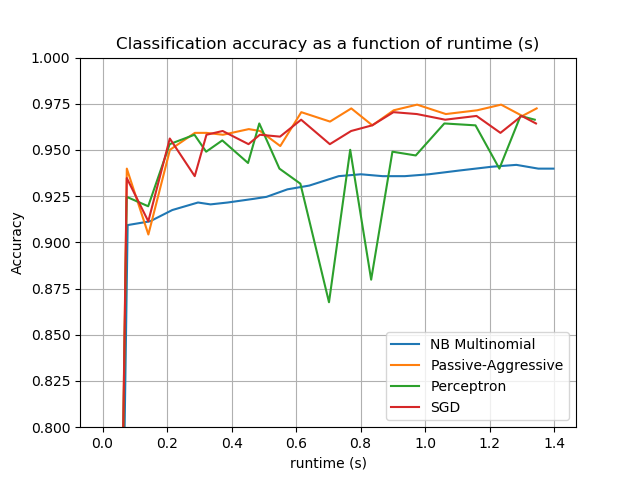 Classification accuracy as a function of runtime (s)
1.000
0.975
0.950
0.925
0.900
0.875
0.850
0.825
0.800
Accuracy
NB Multinomial
Passive-Aggressive
Perceptron
SGD
0.0 0.2 0.4 0.6 0.8 1.0 1.2 1.4
runtime (s)